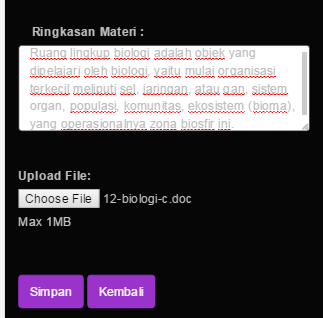 Ringkasan Materi :
Ruang lingkup biologi adalah objek yang
dipelajari oleh biologi, yaitu mulai organisasi
terkecil meliputi sel, jaringan, atau gan, sistem
organ, populasi, komunitas, ekosistem (bioma),
yang operasionalnya zona biosfir ini.
Upload File:
Choose File 12-biologi-c.doc
Max 1MB
Simpan Kembali